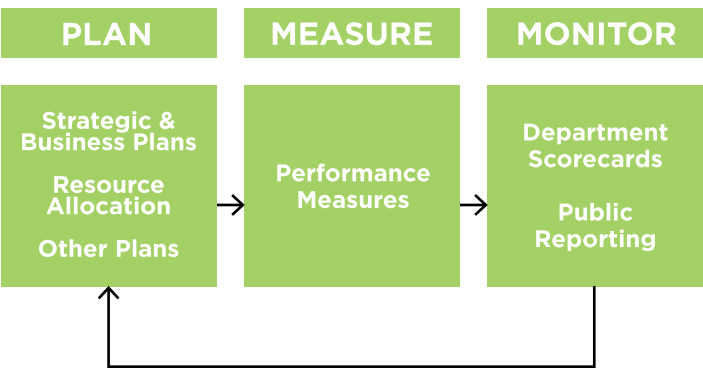 PLAN
MEASURE
MONITOR
Strategic &
Business Plans
Resource
Allocation
Other Plans
Performance
Measures
Department
Scorecards
Public
Reporting